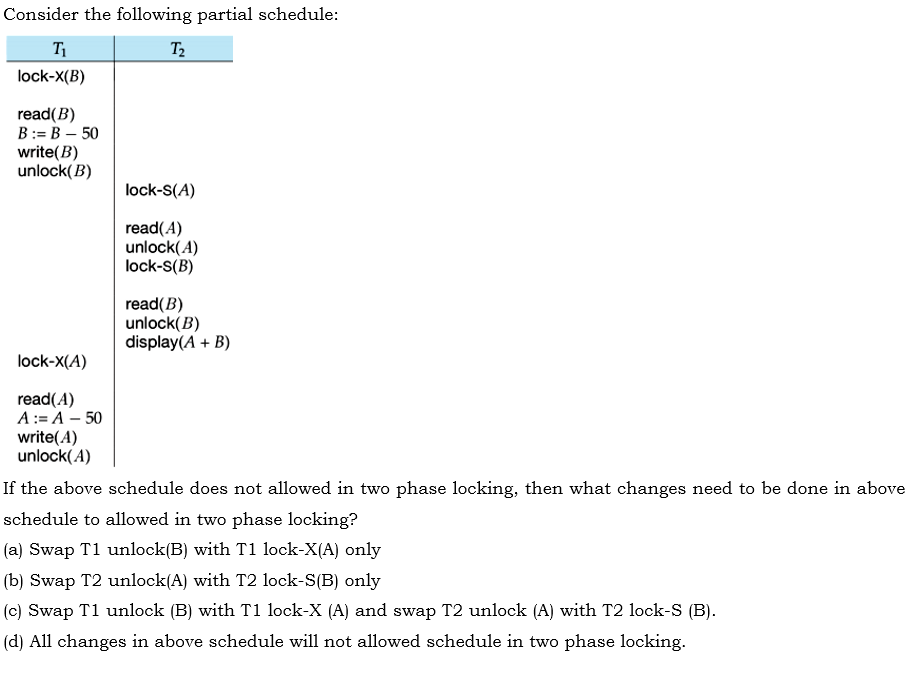 Consider the following partial schedule:
T₁ T₂
lock-X(B)
read(B)
B := B − 50
write(B)
unlock(B)
lock-S(A)
read(A)
unlock(A)
lock-S(B)
read(B)
unlock(B)
display(A + B)
lock-X(A)
read(A)
A := A − 50
write(A)
unlock(A)
If the above schedule does not allowed in two phase locking, then what changes need to be done in above
schedule to allowed in two phase locking?
(a) Swap T1 unlock(B) with T1 lock-X(A) only
(b) Swap T2 unlock(A) with T2 lock-S(B) only
(c) Swap T1 unlock (B) with T1 lock-X (A) and swap T2 unlock (A) with T2 lock-S (B).
(d) All changes in above schedule will not allowed schedule in two phase locking.